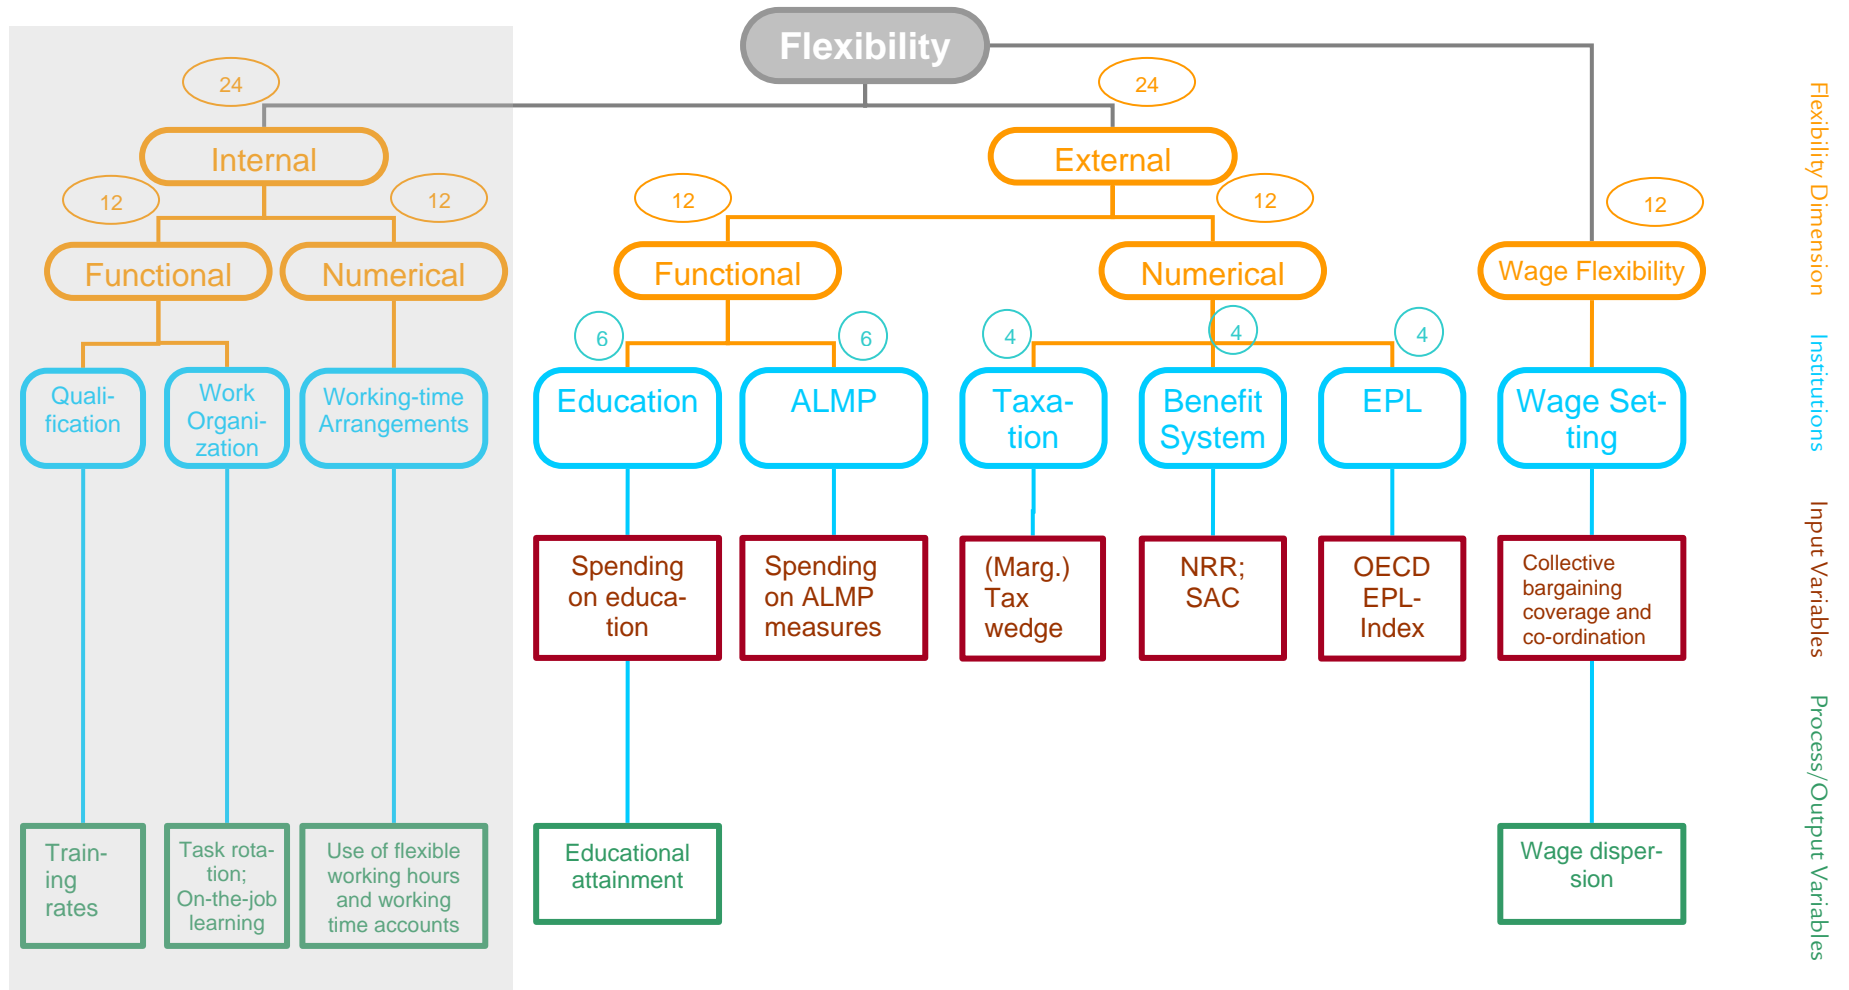 Flexibility
24
24
Internal
External
12
12
12
12
12
Functional
Numerical
Functional
Numerical
Wage Flexibility
6
6
4
4
4
Quali-
fication
Work
Organi-
zation
Working-time
Arrangements
Education
ALMP
Taxa-
tion
Benefit
System
EPL
Wage Set-
ting
Spending
on educa-
tion
Spending
on ALMP
measures
(Marg.)
Tax
wedge
NRR;
SAC
OECD
EPL-
Index
Collective
bargaining
coverage and
co-ordination
Train-
ing
rates
Task rota-
tion;
On-the-job
learning
Use of flexible
working hours
and working
time accounts
Educational
attainment
Wage disper-
sion
Flexibility Dimension
Institutions
Input Variables
Process/Output Variables